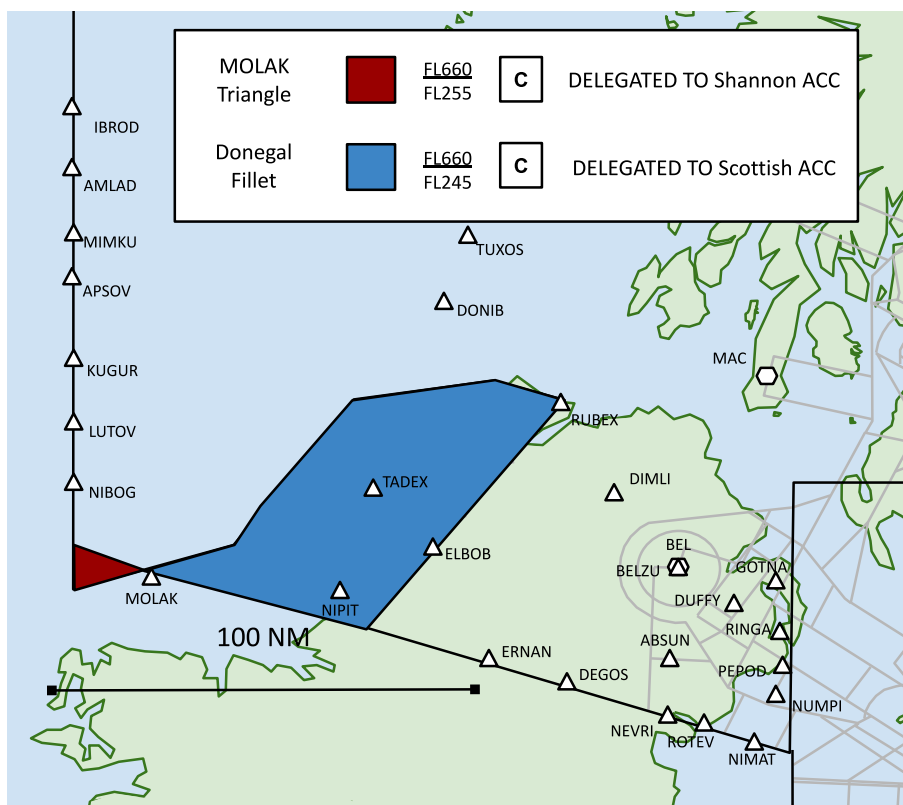 MOLAK
Triangle
FL660
FL255
C
DELEGATED TO Shannon ACC
Donegal
Fillet
FL660
FL245
C
DELEGATED TO Scottish ACC
IBROD
AMLAD
MIMKU
TUXOS
APSOV
DONIB
MAC
KUGUR
RUBEX
LUTOV
TADEX
DIMLI
NIBOG
BEL
ELBOB
BELZU
GOTNA
MOLAK
NIPIT
DUFFY
RINGA
100 NM
ABSUN
ERNAN
PEPOD
DEGOS
NUMPI
NEVRI
ROTEV
NIMAT